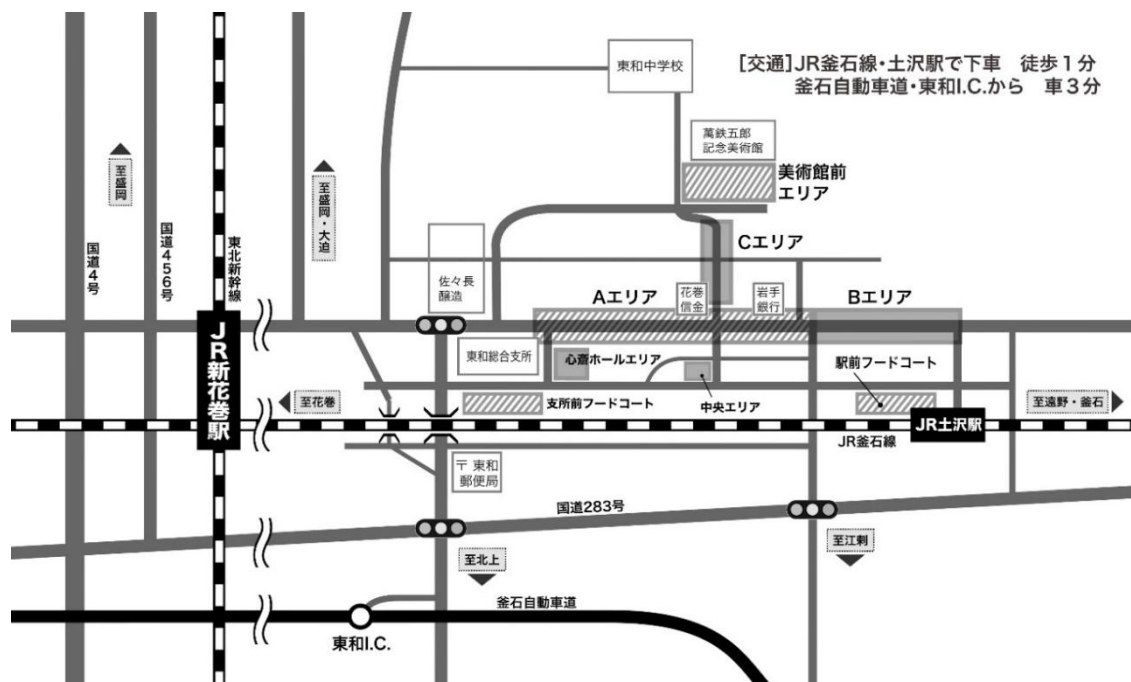 [交通]JR釜石線・土沢駅で下車　徒歩1分
釜石自動車道・東和I.C.から　車3分
東和中学校
萬鉄五郎
記念美術館
美術館前
エリア
至盛岡
至盛岡・大迫
国道4号
国道456号
東北新幹線
Cエリア
佐々長
醸造
Aエリア
花巻
信金
岩手
銀行
Bエリア
JR新花巻駅
東和総合支所
心斎ホールエリア
駅前フードコート
至花巻
支所前フードコート
中央エリア
至遠野・釜石
JR土沢駅
JR釜石線
〒東和
郵便局
国道283号
至北上
至江刺
釜石自動車道
東和I.C.